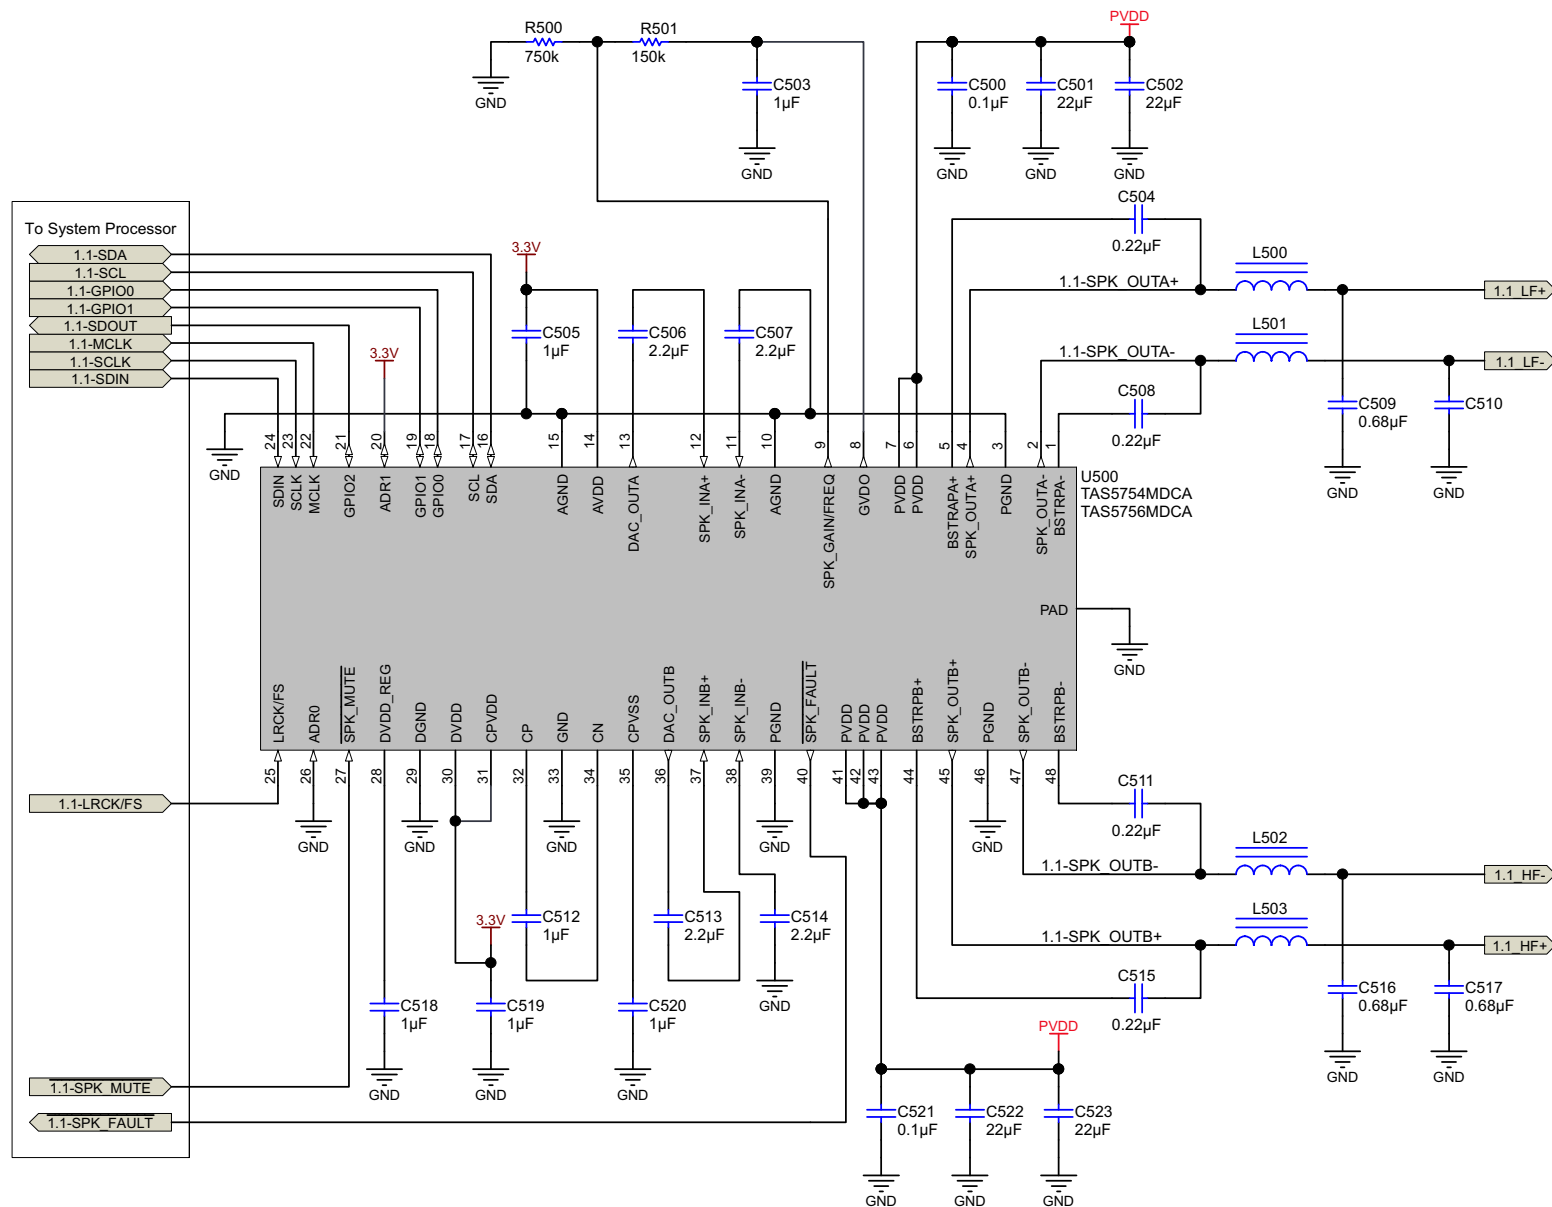 PVDD
R500
R501
750k
150k
C503
1µF
C500
0.1µF
C501
22µF
C502
22µF
GND
GND
GND
GND
GND
To System Processor
1.1-SDA
1.1-SCL
1.1-GPIO0
1.1-GPIO1
1.1-SDOUT
1.1-MCLK
1.1-SCLK
1.1-SDIN
3.3V
3.3V
C504
0.22µF
L500
1.1-SPK_OUTA+
1.1_LF+
L501
1.1-SPK_OUTA-
1.1_LF-
C505
1µF
C506
2.2µF
C507
2.2µF
C508
0.22µF
C509
0.68µF
C510
GND
GND
GND
24
23
22
21
20
19
18
17
16
15
14
13
12
11
10
9
8
7
6
5
4
3
2
1
SDIN
SCLK
MCLK
GPIO2
ADR1
GPIO1
GPIO0
SCL
SDA
AGND
AVDD
DAC_OUTA
SPK_INA+
SPK_INA-
AGND
SPK_GAIN/FREQ
GVDO
PVDD
PVDD
BSTRAPA+
SPK_OUTA+
PGND
SPK_OUTA-
BSTRPA-
U500
TAS5754MDCA
TAS5756MDCA
PAD
GND
LRCK/FS
ADR0
SPK_MUTE
DVDD_REG
DGND
DVDD
CPVDD
CP
GND
CN
CPVSS
DAC_OUTB
SPK_INB+
SPK_INB-
PGND
SPK_FAULT
PVDD
PVDD
PVDD
BSTRPB+
SPK_OUTB+
PGND
SPK_OUTB-
BSTRPB-
25
26
27
28
29
30
31
32
33
34
35
36
37
38
39
40
41
42
43
44
45
46
47
48
1.1-LRCK/FS
GND
GND
GND
GND
GND
C511
0.22µF
L502
1.1-SPK_OUTB-
1.1_HF-
L503
1.1-SPK_OUTB+
1.1_HF+
3.3V
C512
1µF
C513
2.2µF
C514
2.2µF
GND
C515
0.22µF
C516
0.68µF
C517
0.68µF
GND
GND
C518
1µF
C519
1µF
C520
1µF
GND
GND
GND
PVDD
1.1-SPK_MUTE
1.1-SPK_FAULT
C521
0.1µF
C522
22µF
C523
22µF
GND
GND
GND